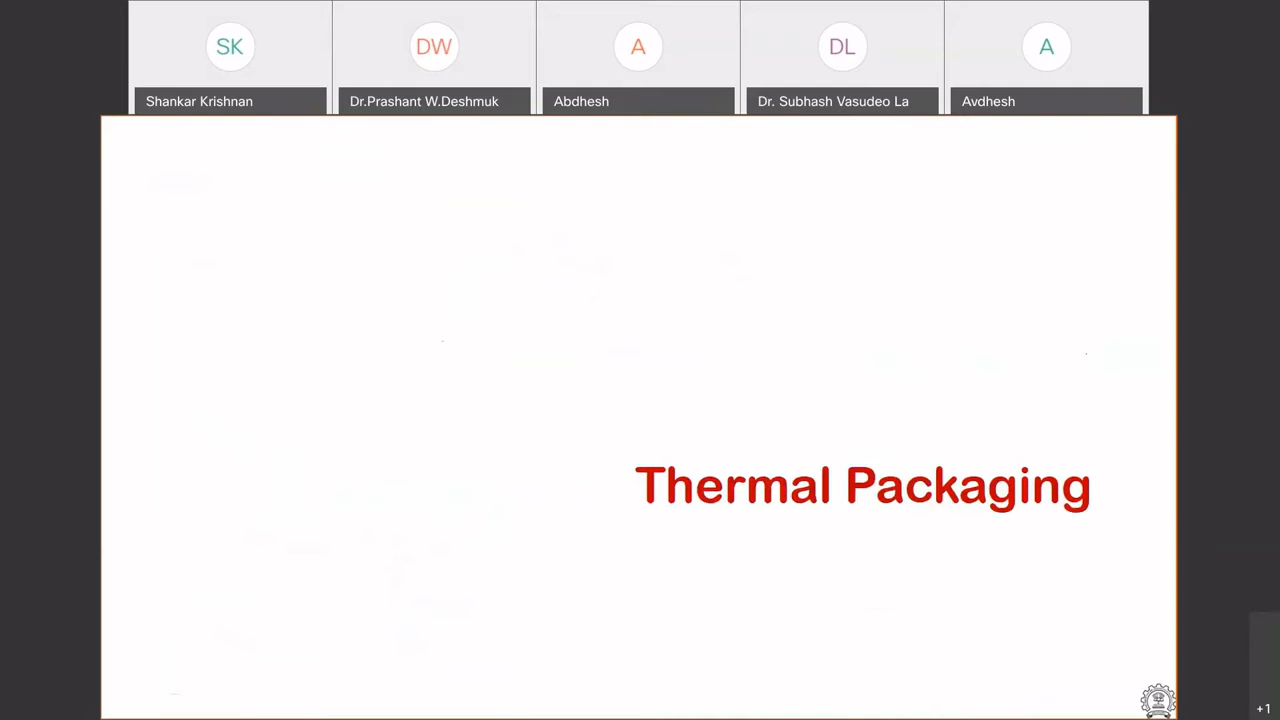 SK DW A DL A
Shankar Krishnan Dr.Prashant W.Deshmuk Abdhesh Dr. Subhash Vasudeo La Avdhesh
Thermal Packaging
+1